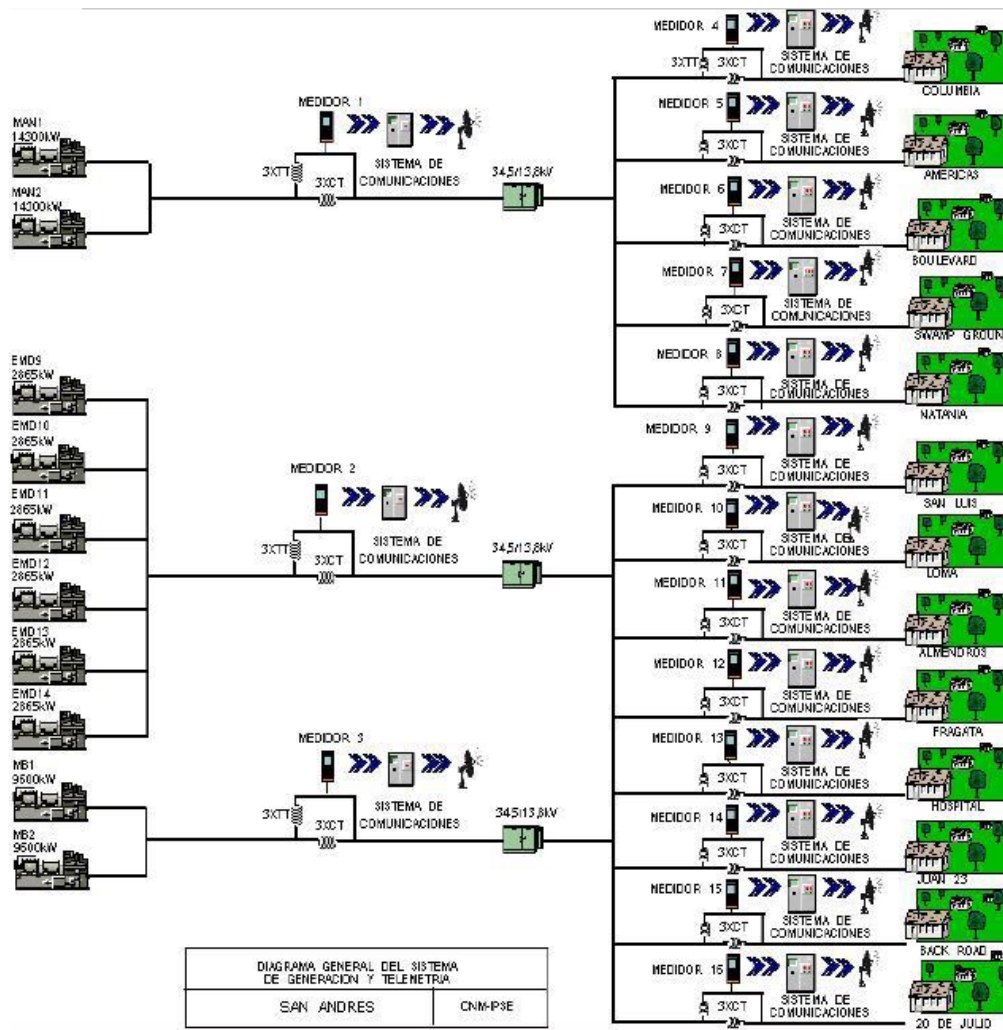 MAN1
14300kW
MAN2
14300kW
MEDIDOR 1
3XTT
3XCT
SISTEMA DE
COMUNICACIONES
34,5/13,8kV
MEDIDOR 4
3XTT
3XCT
SISTEMA DE
COMUNICACIONES
COLUMBIA
MEDIDOR 5
3XCT
SISTEMA DE
COMUNICACIONES
AMERICAS
MEDIDOR 6
3XCT
SISTEMA DE
COMUNICACIONES
BOULEVARD
MEDIDOR 7
3XCT
SISTEMA DE
COMUNICACIONES
SWAMP GROUN
MEDIDOR 8
3XCT
SISTEMA DE
COMUNICACIONES
NATANIA
EMD9
2865kW
EMD10
2865kW
EMD11
2865kW
EMD12
2865kW
EMD13
2865kW
EMD14
2865kW
MEDIDOR 2
3XTT
3XCT
SISTEMA DE
COMUNICACIONES
34,5/13,8kV
MEDIDOR 9
3XCT
SISTEMA DE
COMUNICACIONES
SAN LUIS
MEDIDOR 10
3XCT
SISTEMA DE
COMUNICACIONES
LOMA
MEDIDOR 11
3XCT
SISTEMA DE
COMUNICACIONES
ALMENDROS
MEDIDOR 12
3XCT
SISTEMA DE
COMUNICACIONES
FRAGATA
MB1
9500kW
MB2
9500kW
MEDIDOR 3
3XTT
3XCT
SISTEMA DE
COMUNICACIONES
34,5/13,8kV
MEDIDOR 13
3XCT
SISTEMA DE
COMUNICACIONES
HOSPITAL
MEDIDOR 14
3XCT
SISTEMA DE
COMUNICACIONES
JUAN 23
MEDIDOR 15
3XCT
SISTEMA DE
COMUNICACIONES
BACK ROAD
MEDIDOR 16
3XCT
SISTEMA DE
COMUNICACIONES
20 DE JULIO
DIAGRAMA GENERAL DEL SISTEMA
DE GENERACION Y TELEMETRIA
SAN ANDRES
CNM-IPSE